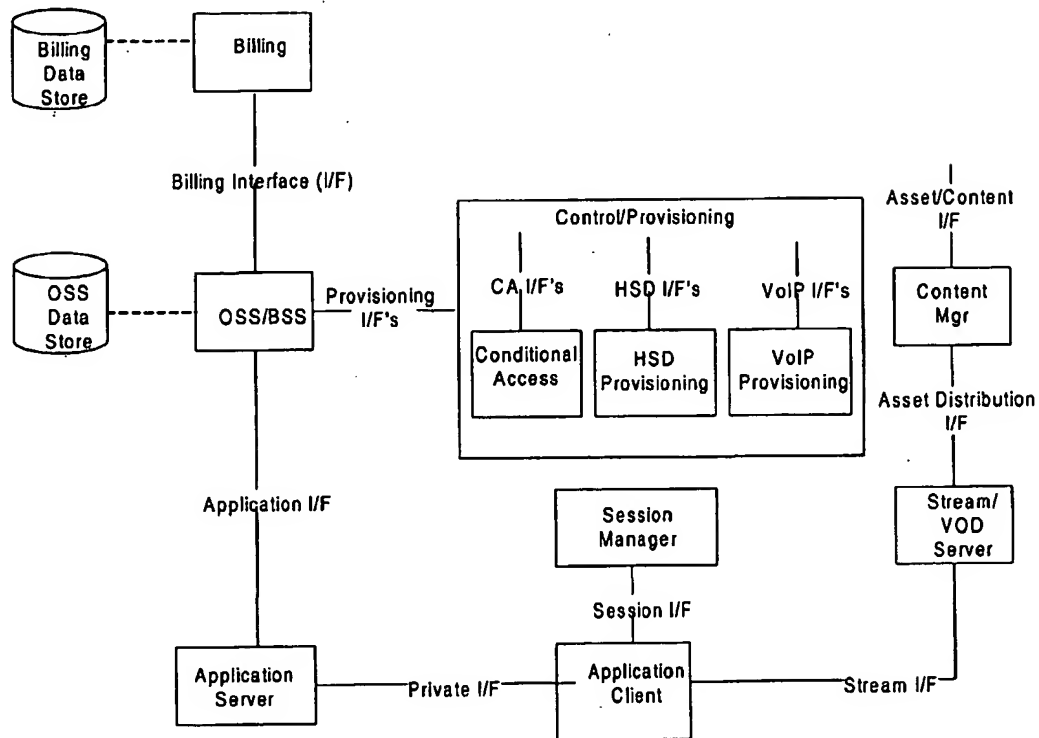 Billing
Data
Store
Billing
Billing Interface (I/F)
OSS
Data
Store
OSS/BSS
Provisioning
I/F's
Control/Provisioning
CA I/F's
HSD I/F's
VoIP I/F's
Conditional
Access
HSD
Provisioning
VoIP
Provisioning
Asset/Content
I/F
Content
Mgr
Asset Distribution
I/F
Stream/
VOD
Server
Application I/F
Session
Manager
Session I/F
Application
Server
Private I/F
Application
Client
Stream I/F